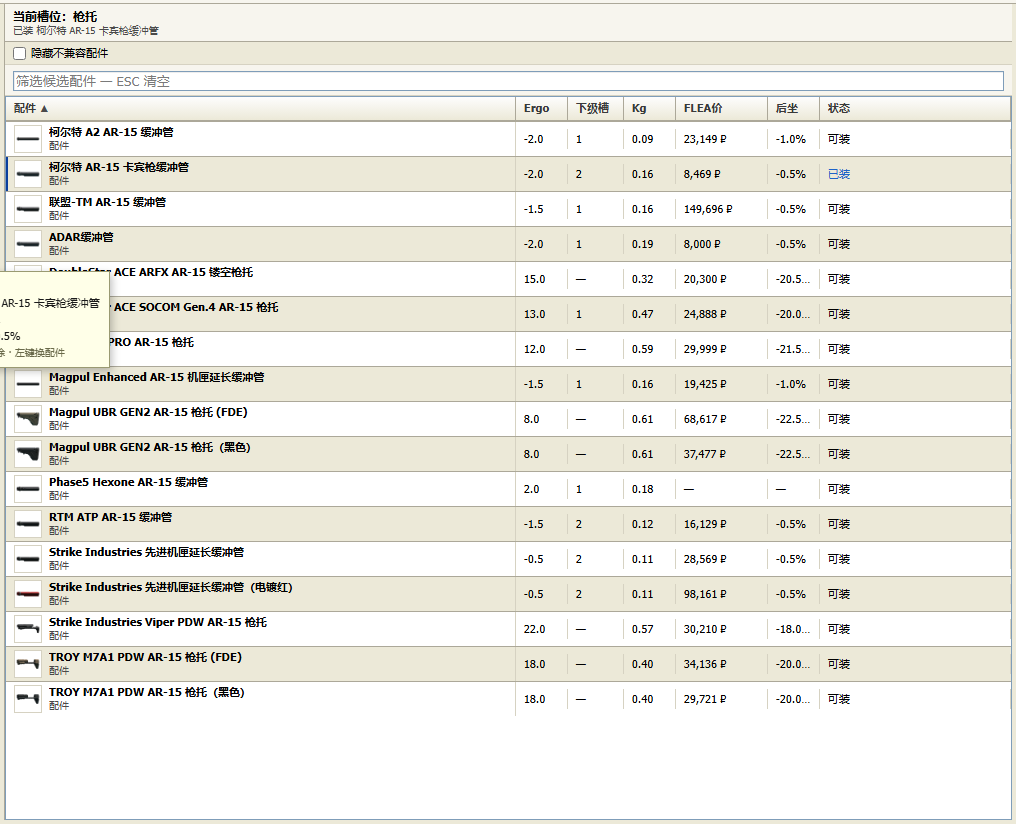 当前槽位：枪托
已装 柯尔特 AR-15 卡宾枪缓冲管
隐藏不兼容配件
筛选候选配件 — ESC 清空
配件 ▲ Ergo 下级槽 Kg FLEA价 后坐 状态
柯尔特 A2 AR-15 缓冲管
配件 -2.0 1 0.09 23,149 ₽ -1.0% 可装
柯尔特 AR-15 卡宾枪缓冲管
配件 -2.0 2 0.16 8,469 ₽ -0.5% 已装
联盟-TM AR-15 缓冲管
配件 -1.5 1 0.16 149,696 ₽ -0.5% 可装
ADAR缓冲管
配件 -2.0 1 0.19 8,000 ₽ -0.5% 可装
DoubleStar ACE ARFX AR-15 镂空枪托
15.0 — 0.32 20,300 ₽ -20.5... 可装
AR-15 卡宾枪缓冲管
ACE SOCOM Gen.4 AR-15 枪托
13.0 1 0.47 24,888 ₽ -20.0... 可装
.5%
PRO AR-15 枪托
12.0 — 0.59 29,999 ₽ -21.5... 可装
· 左键换配件
Magpul Enhanced AR-15 机匣延长缓冲管
配件 -1.5 1 0.16 19,425 ₽ -1.0% 可装
Magpul UBR GEN2 AR-15 枪托 (FDE)
配件 8.0 — 0.61 68,617 ₽ -22.5... 可装
Magpul UBR GEN2 AR-15 枪托（黑色）
配件 8.0 — 0.61 37,477 ₽ -22.5... 可装
Phase5 Hexone AR-15 缓冲管
配件 2.0 1 0.18 — — 可装
RTM ATP AR-15 缓冲管
配件 -1.5 2 0.12 16,129 ₽ -0.5% 可装
Strike Industries 先进机匣延长缓冲管
配件 -0.5 2 0.11 28,569 ₽ -0.5% 可装
Strike Industries 先进机匣延长缓冲管（电镀红）
配件 -0.5 2 0.11 98,161 ₽ -0.5% 可装
Strike Industries Viper PDW AR-15 枪托
配件 22.0 — 0.57 30,210 ₽ -18.0... 可装
TROY M7A1 PDW AR-15 枪托 (FDE)
配件 18.0 — 0.40 34,136 ₽ -20.0... 可装
TROY M7A1 PDW AR-15 枪托（黑色）
配件 18.0 — 0.40 29,721 ₽ -20.0... 可装